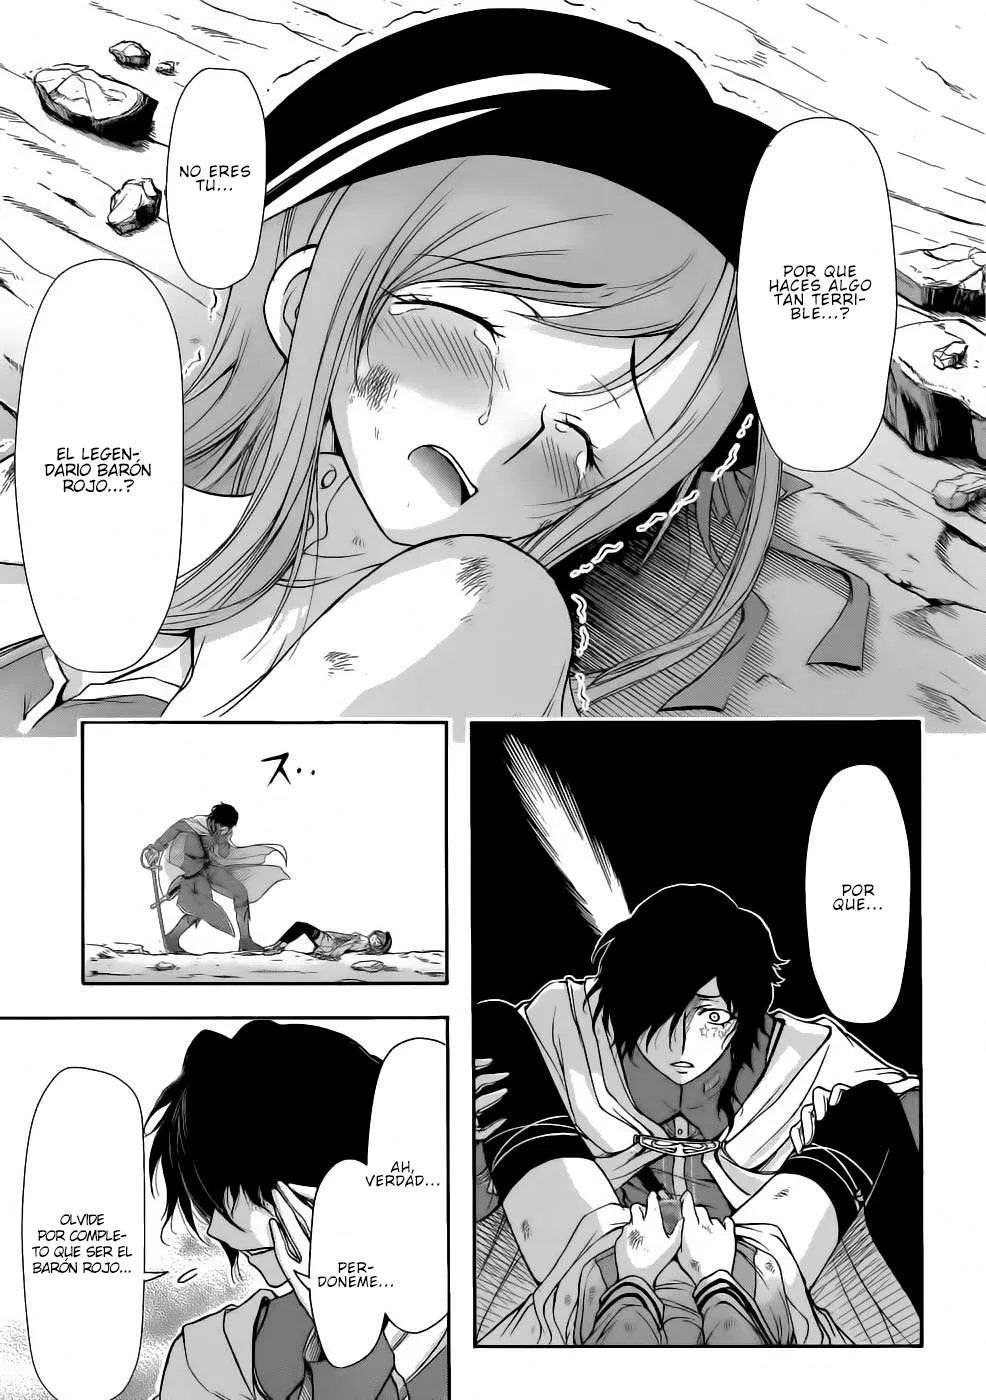 POR QUE
HACES ALGO
TAN TERRI-
BLE...?
NO ERES
TU...
EL LEGEN-
DARIO BARÓN
ROJO...?
POR
QUE...
ス..
AH,
VERDAD...
PER-
DONEME...
OLVIDE
POR COMPLE-
TO QUE SER EL
BARÓN ROJO...